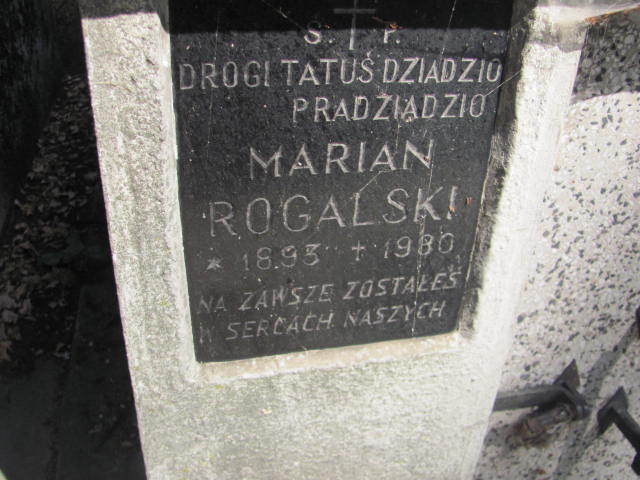 Ś. † P.
DROGI TATUŚ DZIADZIO
PRADZIADZIO
MARIAN
ROGALSKI
* 1893 † 1980
NA ZAWSZE ZOSTAŁEŚ
W SERCACH NASZYCH